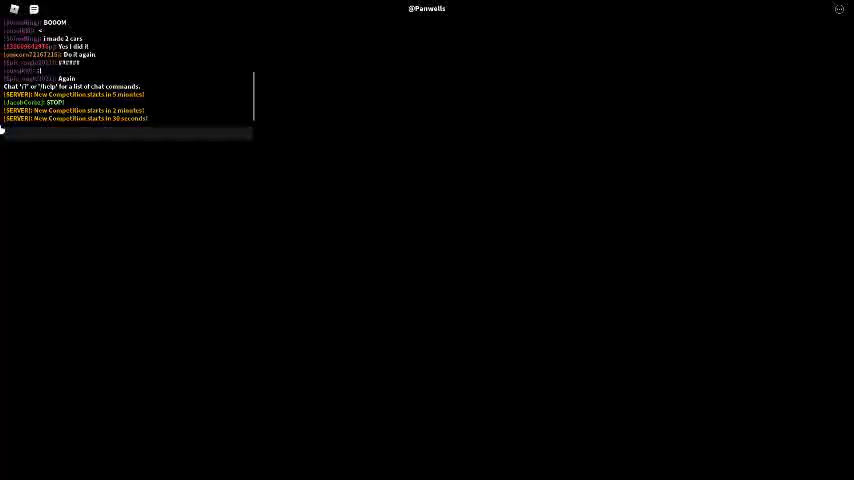 @Panwells
BOOOM
<
i made 2 cars
Yes I did it
Do it again
######
:|
Again
Chat '/?' or '/help' for a list of chat commands.
[SERVER]: New Competition starts in 5 minutes!
[JacobCorbz]: STOP!
[SERVER]: New Competition starts in 2 minutes!
[SERVER]: New Competition starts in 30 seconds!